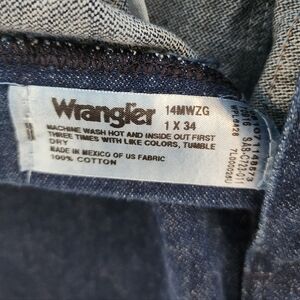 Wrangler 14MWZG
1 X 34
MACHINE WASH HOT AND INSIDE OUT FIRST
THREE TIMES WITH LIKE COLORS, TUMBLE
DRY
MADE IN MEXICO OF US FABRIC
100% COTTON